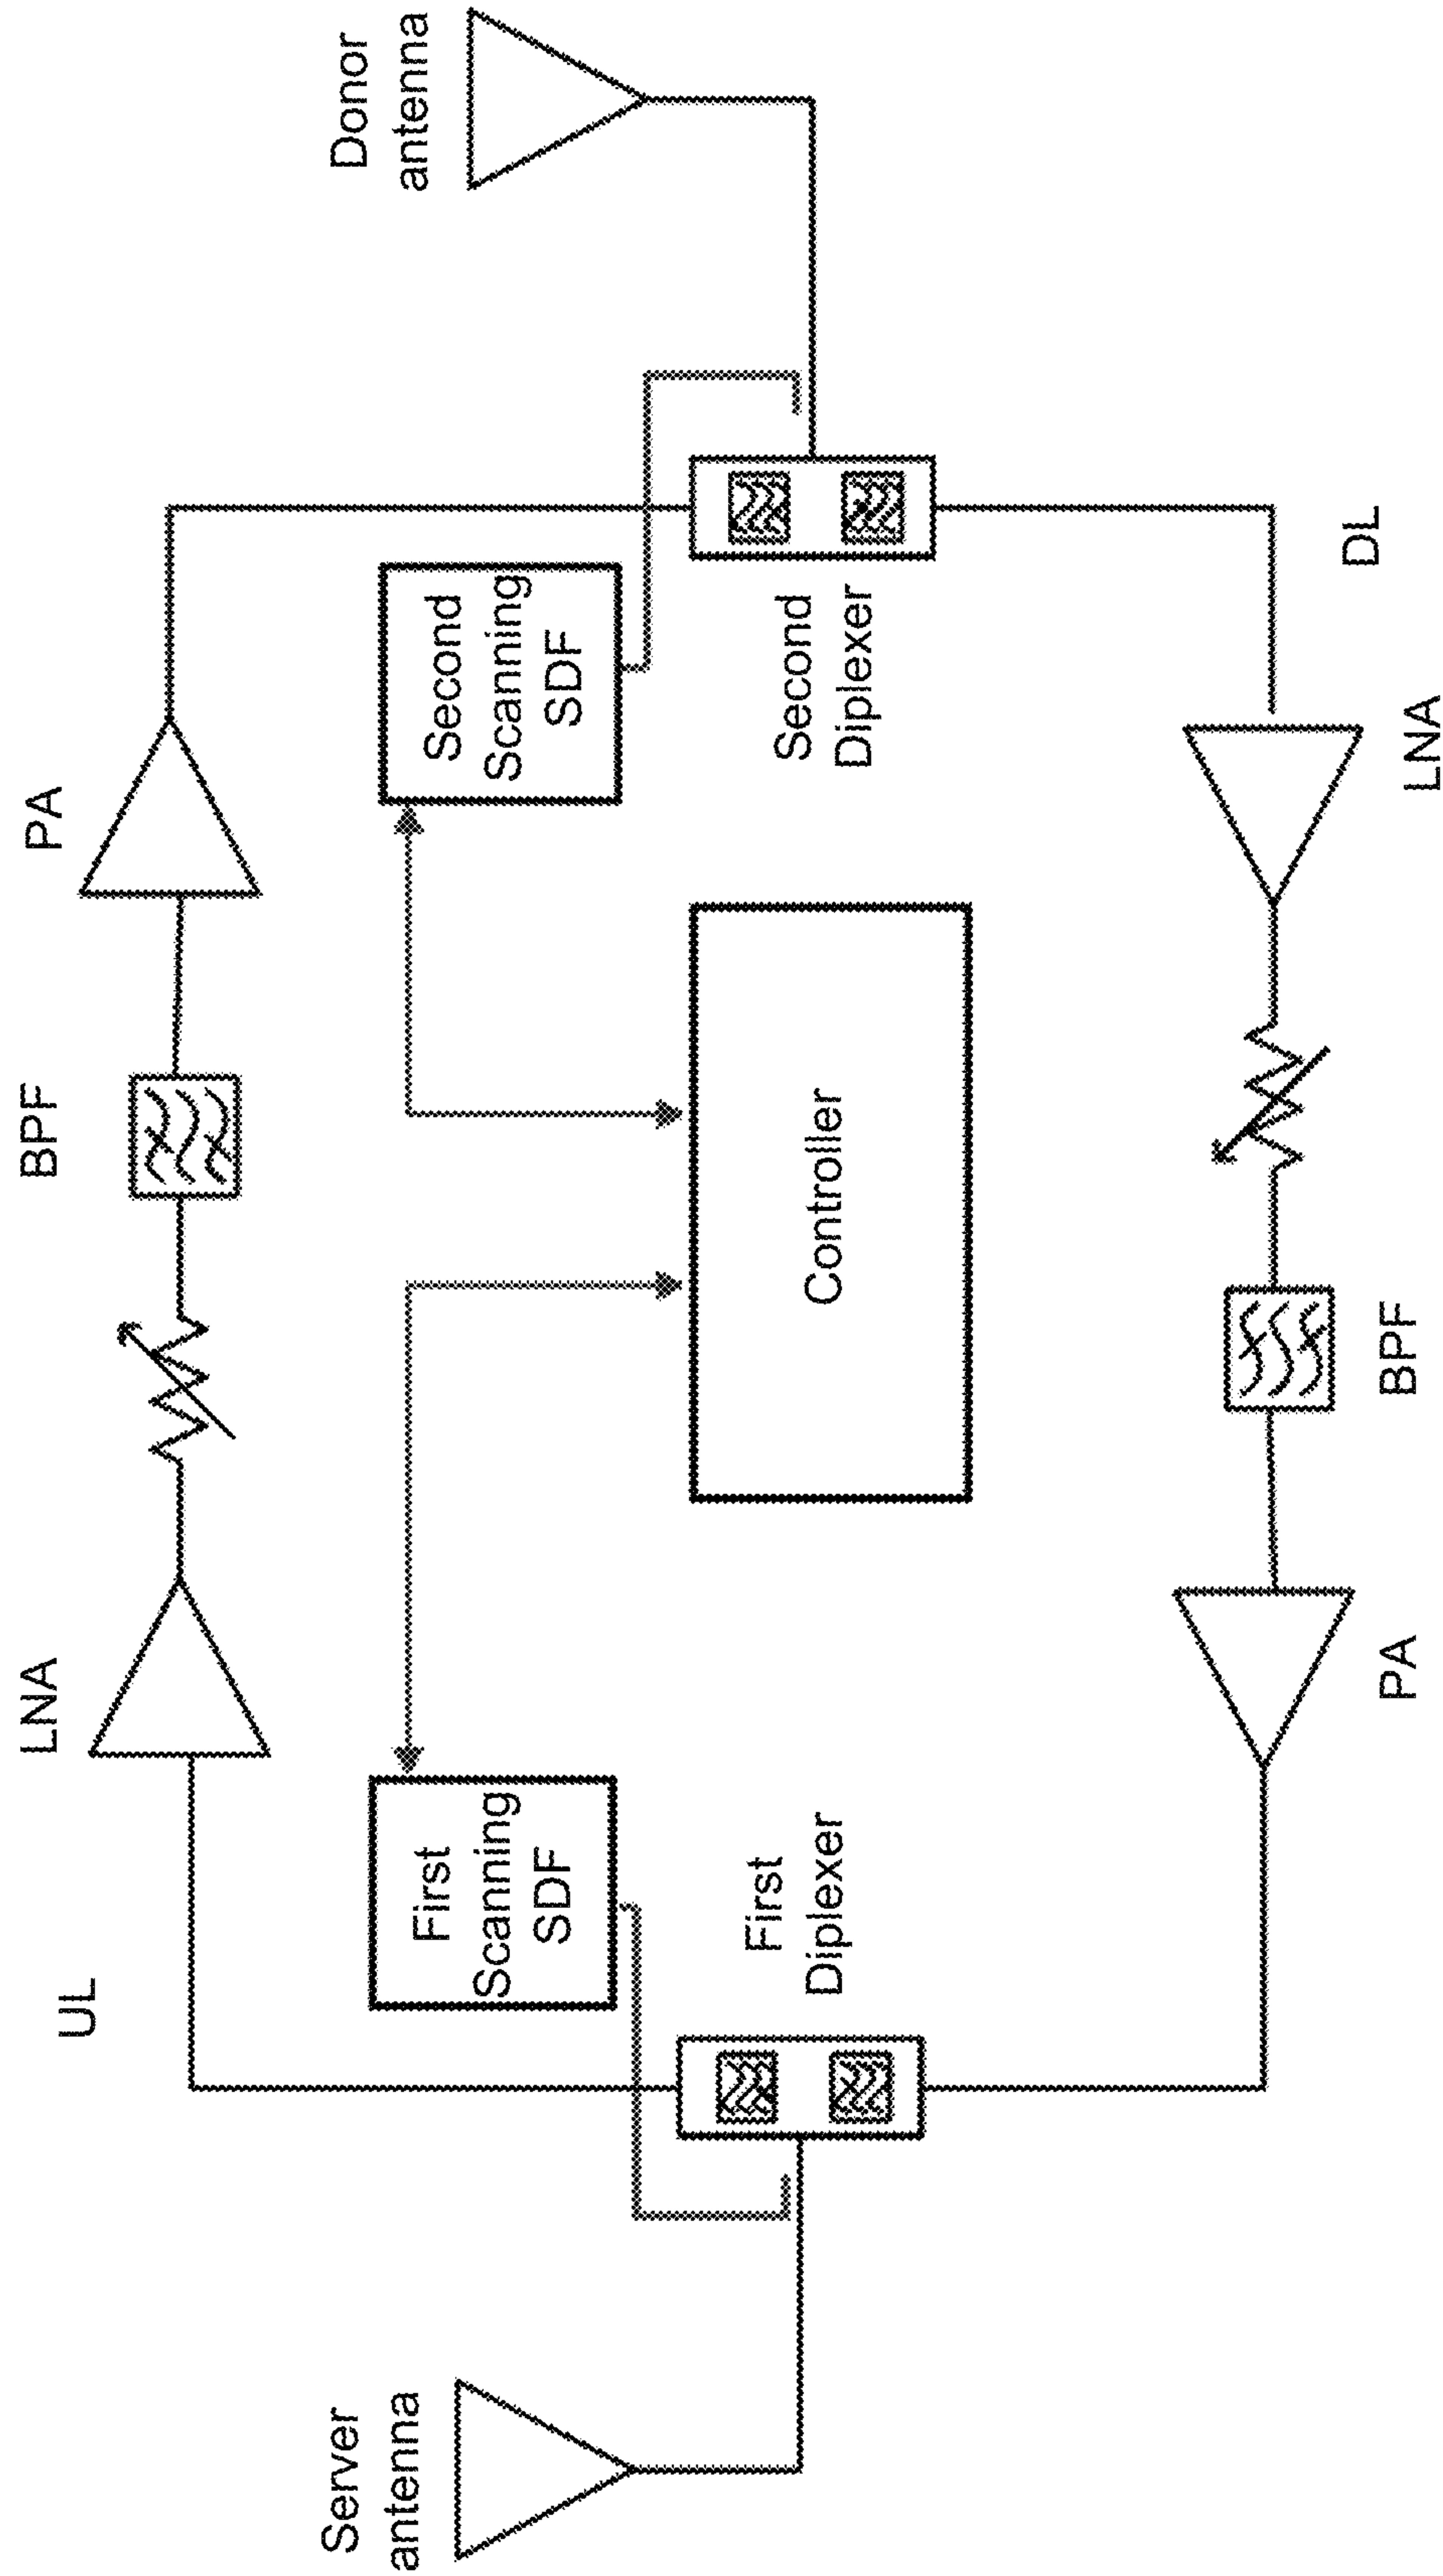 UL
LNA
BPF
PA
Server
antenna
First
Scanning
SDF
Second
Scanning
SDF
Donor
antenna
First
Diplexer
Controller
Second
Diplexer
PA
BPF
LNA
DL